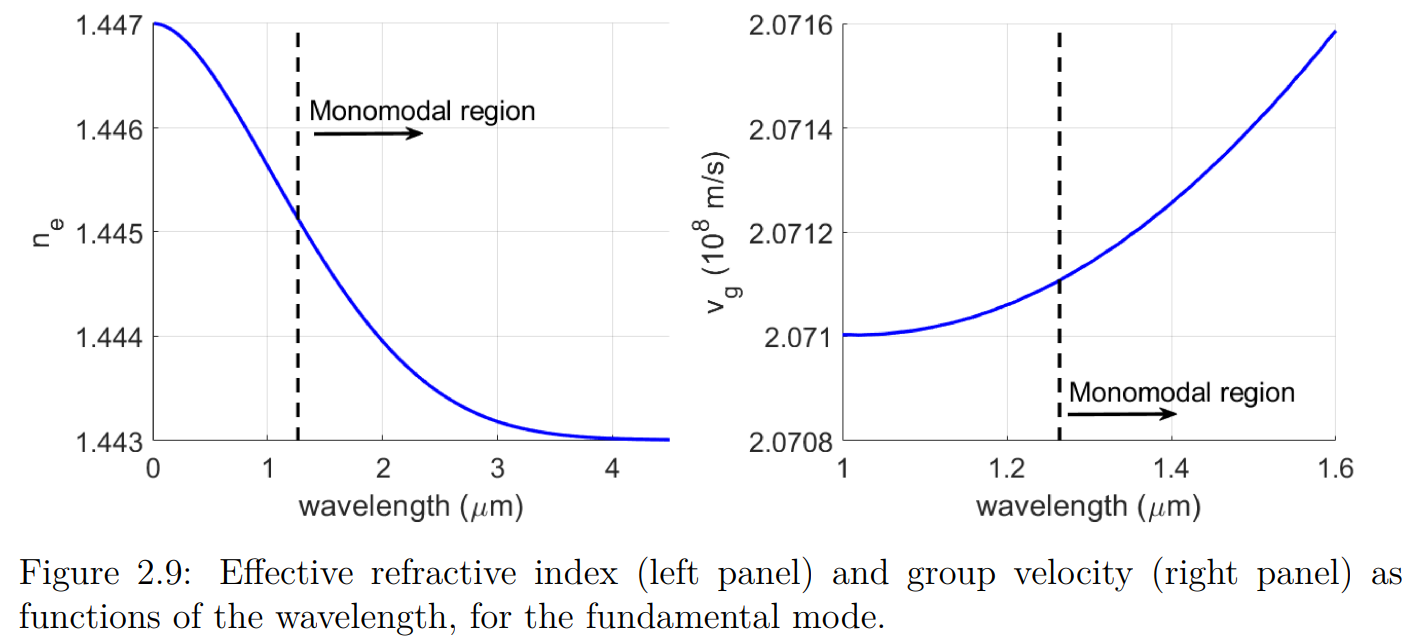 1.447
1.446
1.445
1.444
1.443
n_e
Monomodal region
0 1 2 3 4
wavelength (μm)
2.0716
2.0714
2.0712
2.071
2.0708
v_g (10^8 m/s)
Monomodal region
1 1.2 1.4 1.6
wavelength (μm)
Figure 2.9: Effective refractive index (left panel) and group velocity (right panel) as
functions of the wavelength, for the fundamental mode.